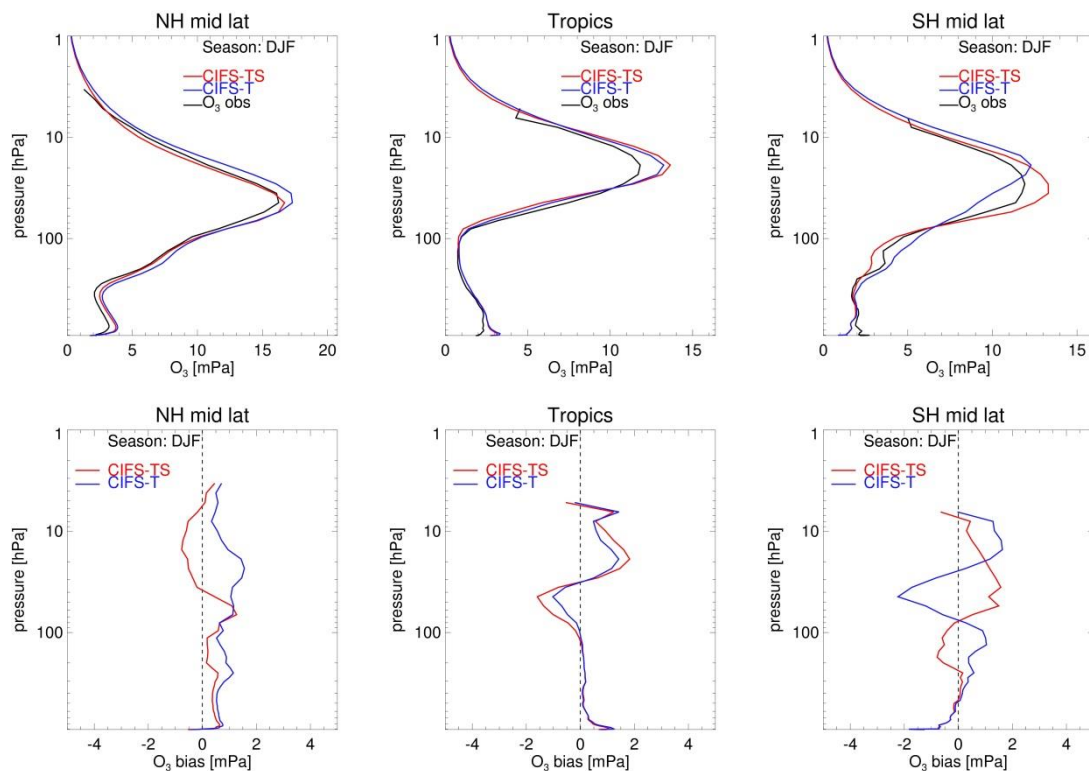 NH mid lat
Season: DJF
CIFS-TS
CIFS-T
O₃ obs
1
10
100
pressure [hPa]
0 5 10 15 20
O₃ [mPa]
Tropics
Season: DJF
CIFS-TS
CIFS-T
O₃ obs
1
10
100
pressure [hPa]
0 5 10 15
O₃ [mPa]
SH mid lat
Season: DJF
CIFS-TS
CIFS-T
O₃ obs
1
10
100
pressure [hPa]
0 5 10 15
O₃ [mPa]
NH mid lat
Season: DJF
CIFS-TS
CIFS-T
1
10
100
pressure [hPa]
-4 -2 0 2 4
O₃ bias [mPa]
Tropics
Season: DJF
CIFS-TS
CIFS-T
1
10
100
pressure [hPa]
-4 -2 0 2 4
O₃ bias [mPa]
SH mid lat
Season: DJF
CIFS-TS
CIFS-T
1
10
100
pressure [hPa]
-4 -2 0 2 4
O₃ bias [mPa]